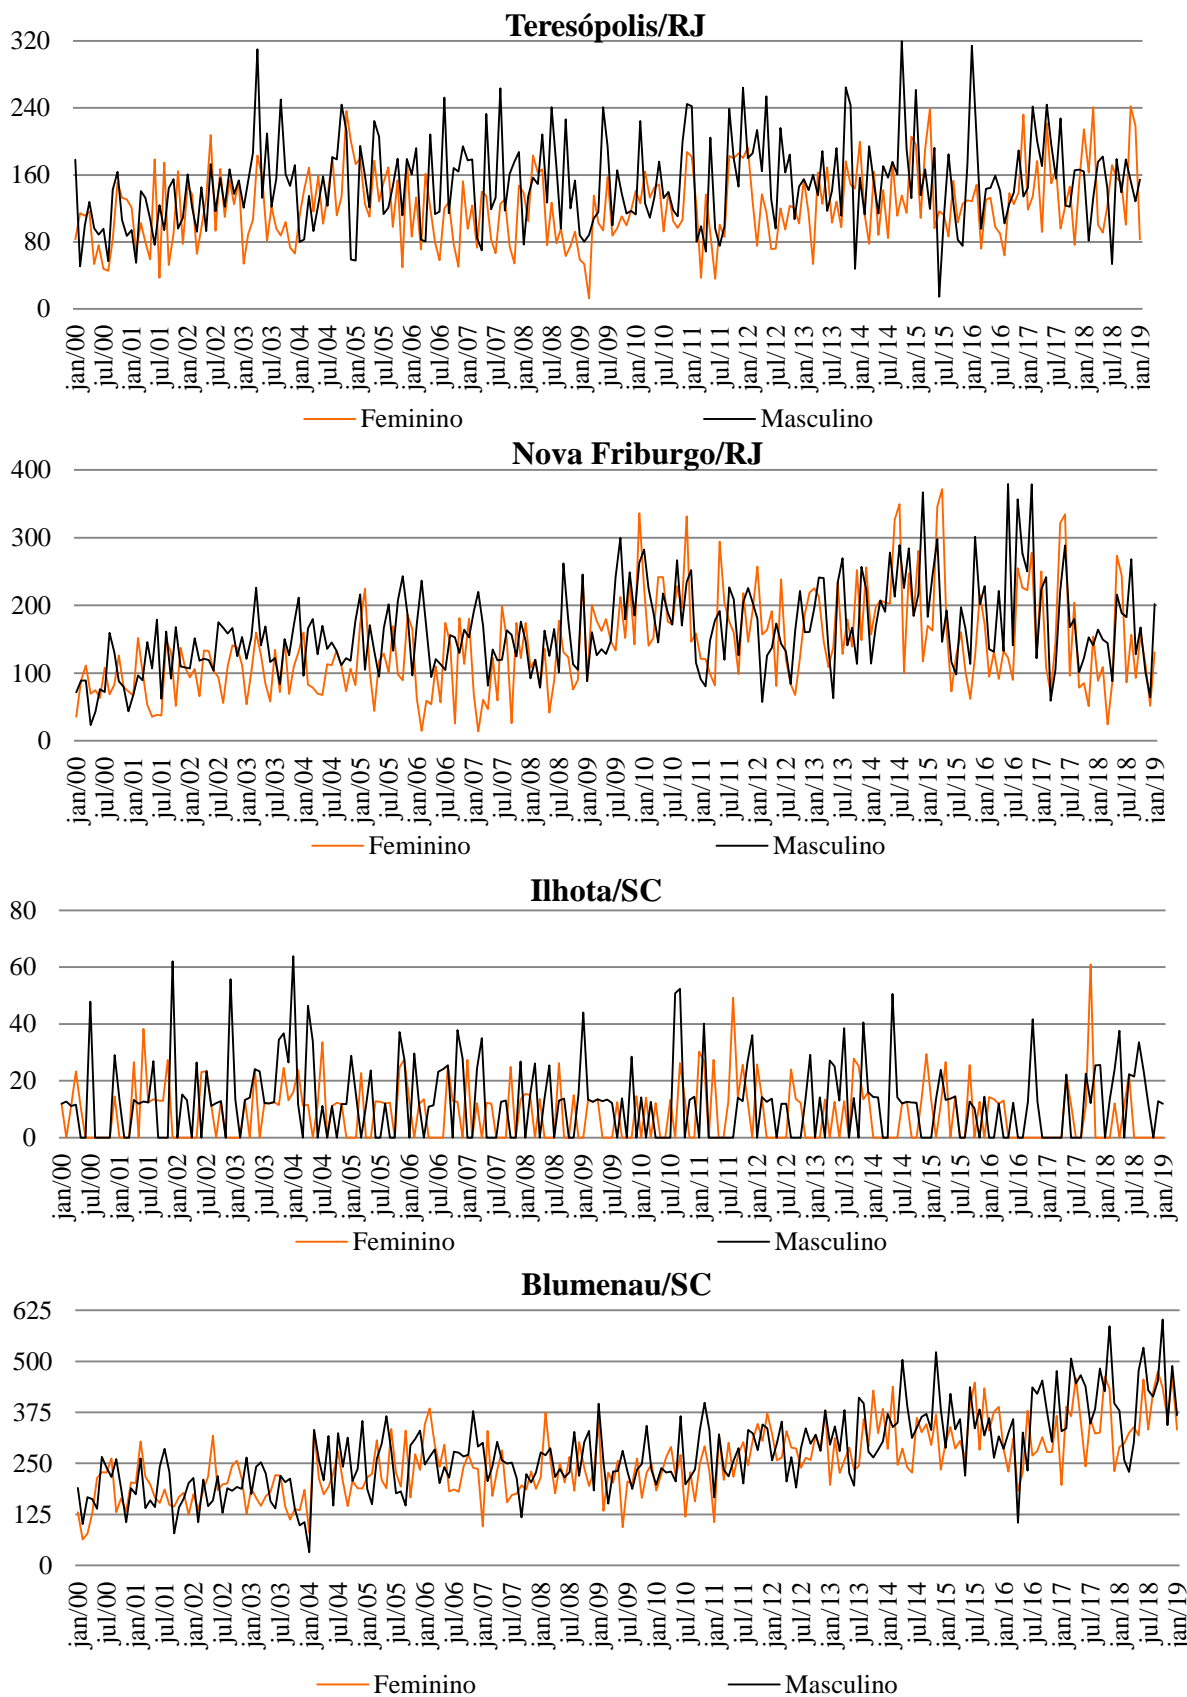 Teresópolis/RJ
320
240
160
80
0
jan/00 jul/00 jan/01 jul/01 jan/02 jul/02 jan/03 jul/03 jan/04 jul/04 jan/05 jul/05 jan/06 jul/06 jan/07 jul/07 jan/08 jul/08 jan/09 jul/09 jan/10 jul/10 jan/11 jul/11 jan/12 jul/12 jan/13 jul/13 jan/14 jul/14 jan/15 jul/15 jan/16 jul/16 jan/17 jul/17 jan/18 jul/18 jan/19
Feminino Masculino
Nova Friburgo/RJ
400
300
200
100
0
jan/00 jul/00 jan/01 jul/01 jan/02 jul/02 jan/03 jul/03 jan/04 jul/04 jan/05 jul/05 jan/06 jul/06 jan/07 jul/07 jan/08 jul/08 jan/09 jul/09 jan/10 jul/10 jan/11 jul/11 jan/12 jul/12 jan/13 jul/13 jan/14 jul/14 jan/15 jul/15 jan/16 jul/16 jan/17 jul/17 jan/18 jul/18 jan/19
Feminino Masculino
Ilhota/SC
80
60
40
20
0
jan/00 jul/00 jan/01 jul/01 jan/02 jul/02 jan/03 jul/03 jan/04 jul/04 jan/05 jul/05 jan/06 jul/06 jan/07 jul/07 jan/08 jul/08 jan/09 jul/09 jan/10 jul/10 jan/11 jul/11 jan/12 jul/12 jan/13 jul/13 jan/14 jul/14 jan/15 jul/15 jan/16 jul/16 jan/17 jul/17 jan/18 jul/18 jan/19
Feminino Masculino
Blumenau/SC
625
500
375
250
125
0
jan/00 jul/00 jan/01 jul/01 jan/02 jul/02 jan/03 jul/03 jan/04 jul/04 jan/05 jul/05 jan/06 jul/06 jan/07 jul/07 jan/08 jul/08 jan/09 jul/09 jan/10 jul/10 jan/11 jul/11 jan/12 jul/12 jan/13 jul/13 jan/14 jul/14 jan/15 jul/15 jan/16 jul/16 jan/17 jul/17 jan/18 jul/18 jan/19
Feminino Masculino